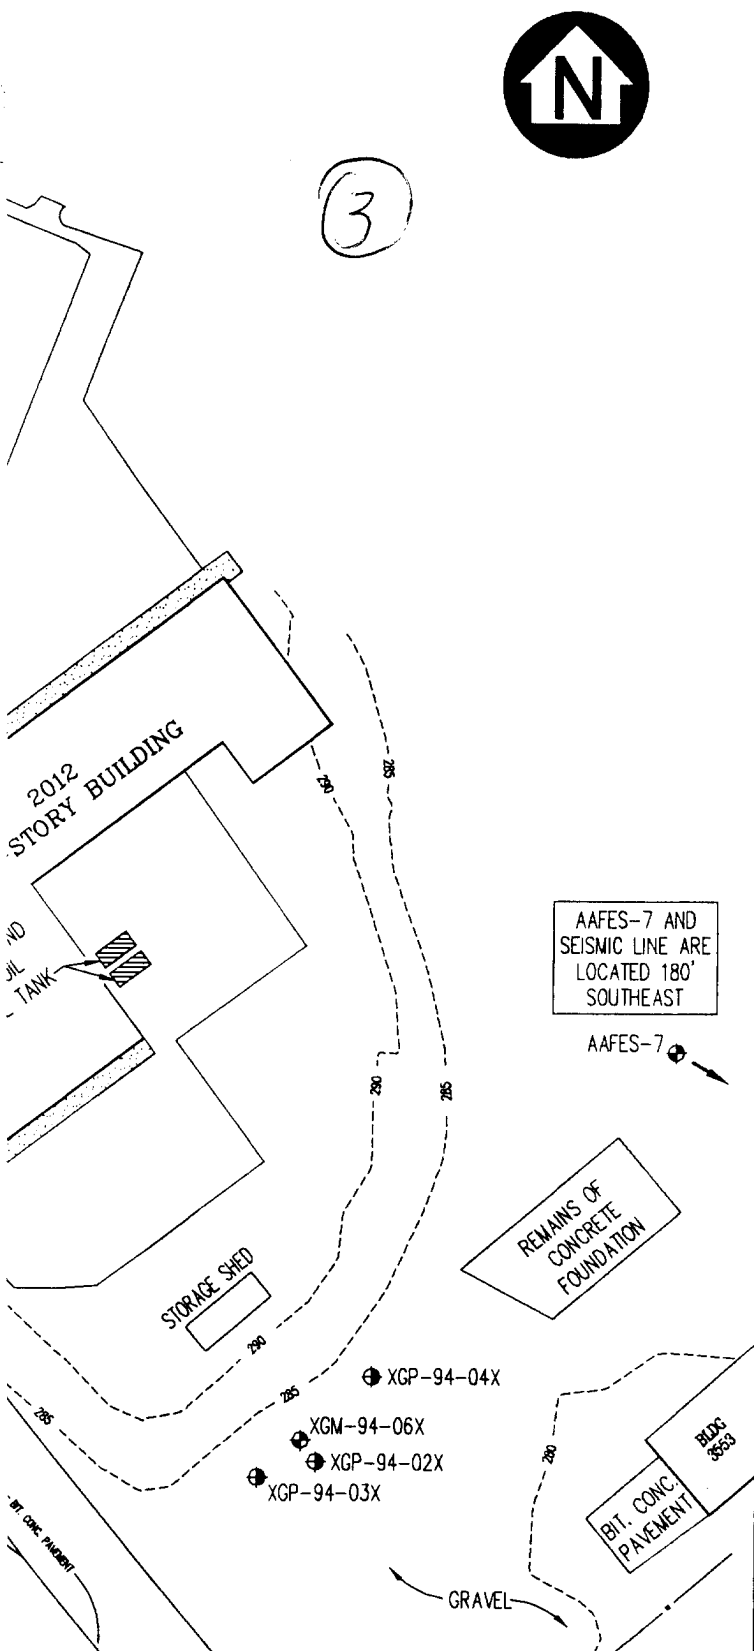 N
3
2012
-STORY BUILDING
290
285
TANK
AAFES-7 AND
SEISMIC LINE ARE
LOCATED 180'
SOUTHEAST
AAFES-7
290
285
REMAINS OF
CONCRETE
FOUNDATION
STORAGE SHED
290
285
285
XGP-94-04X
XGM-94-06X
XGP-94-02X
XGP-94-03X
280
BLDG
3553
BIT. CONC.
PAVEMENT
BIT. CONC. PAVEMENT
GRAVEL